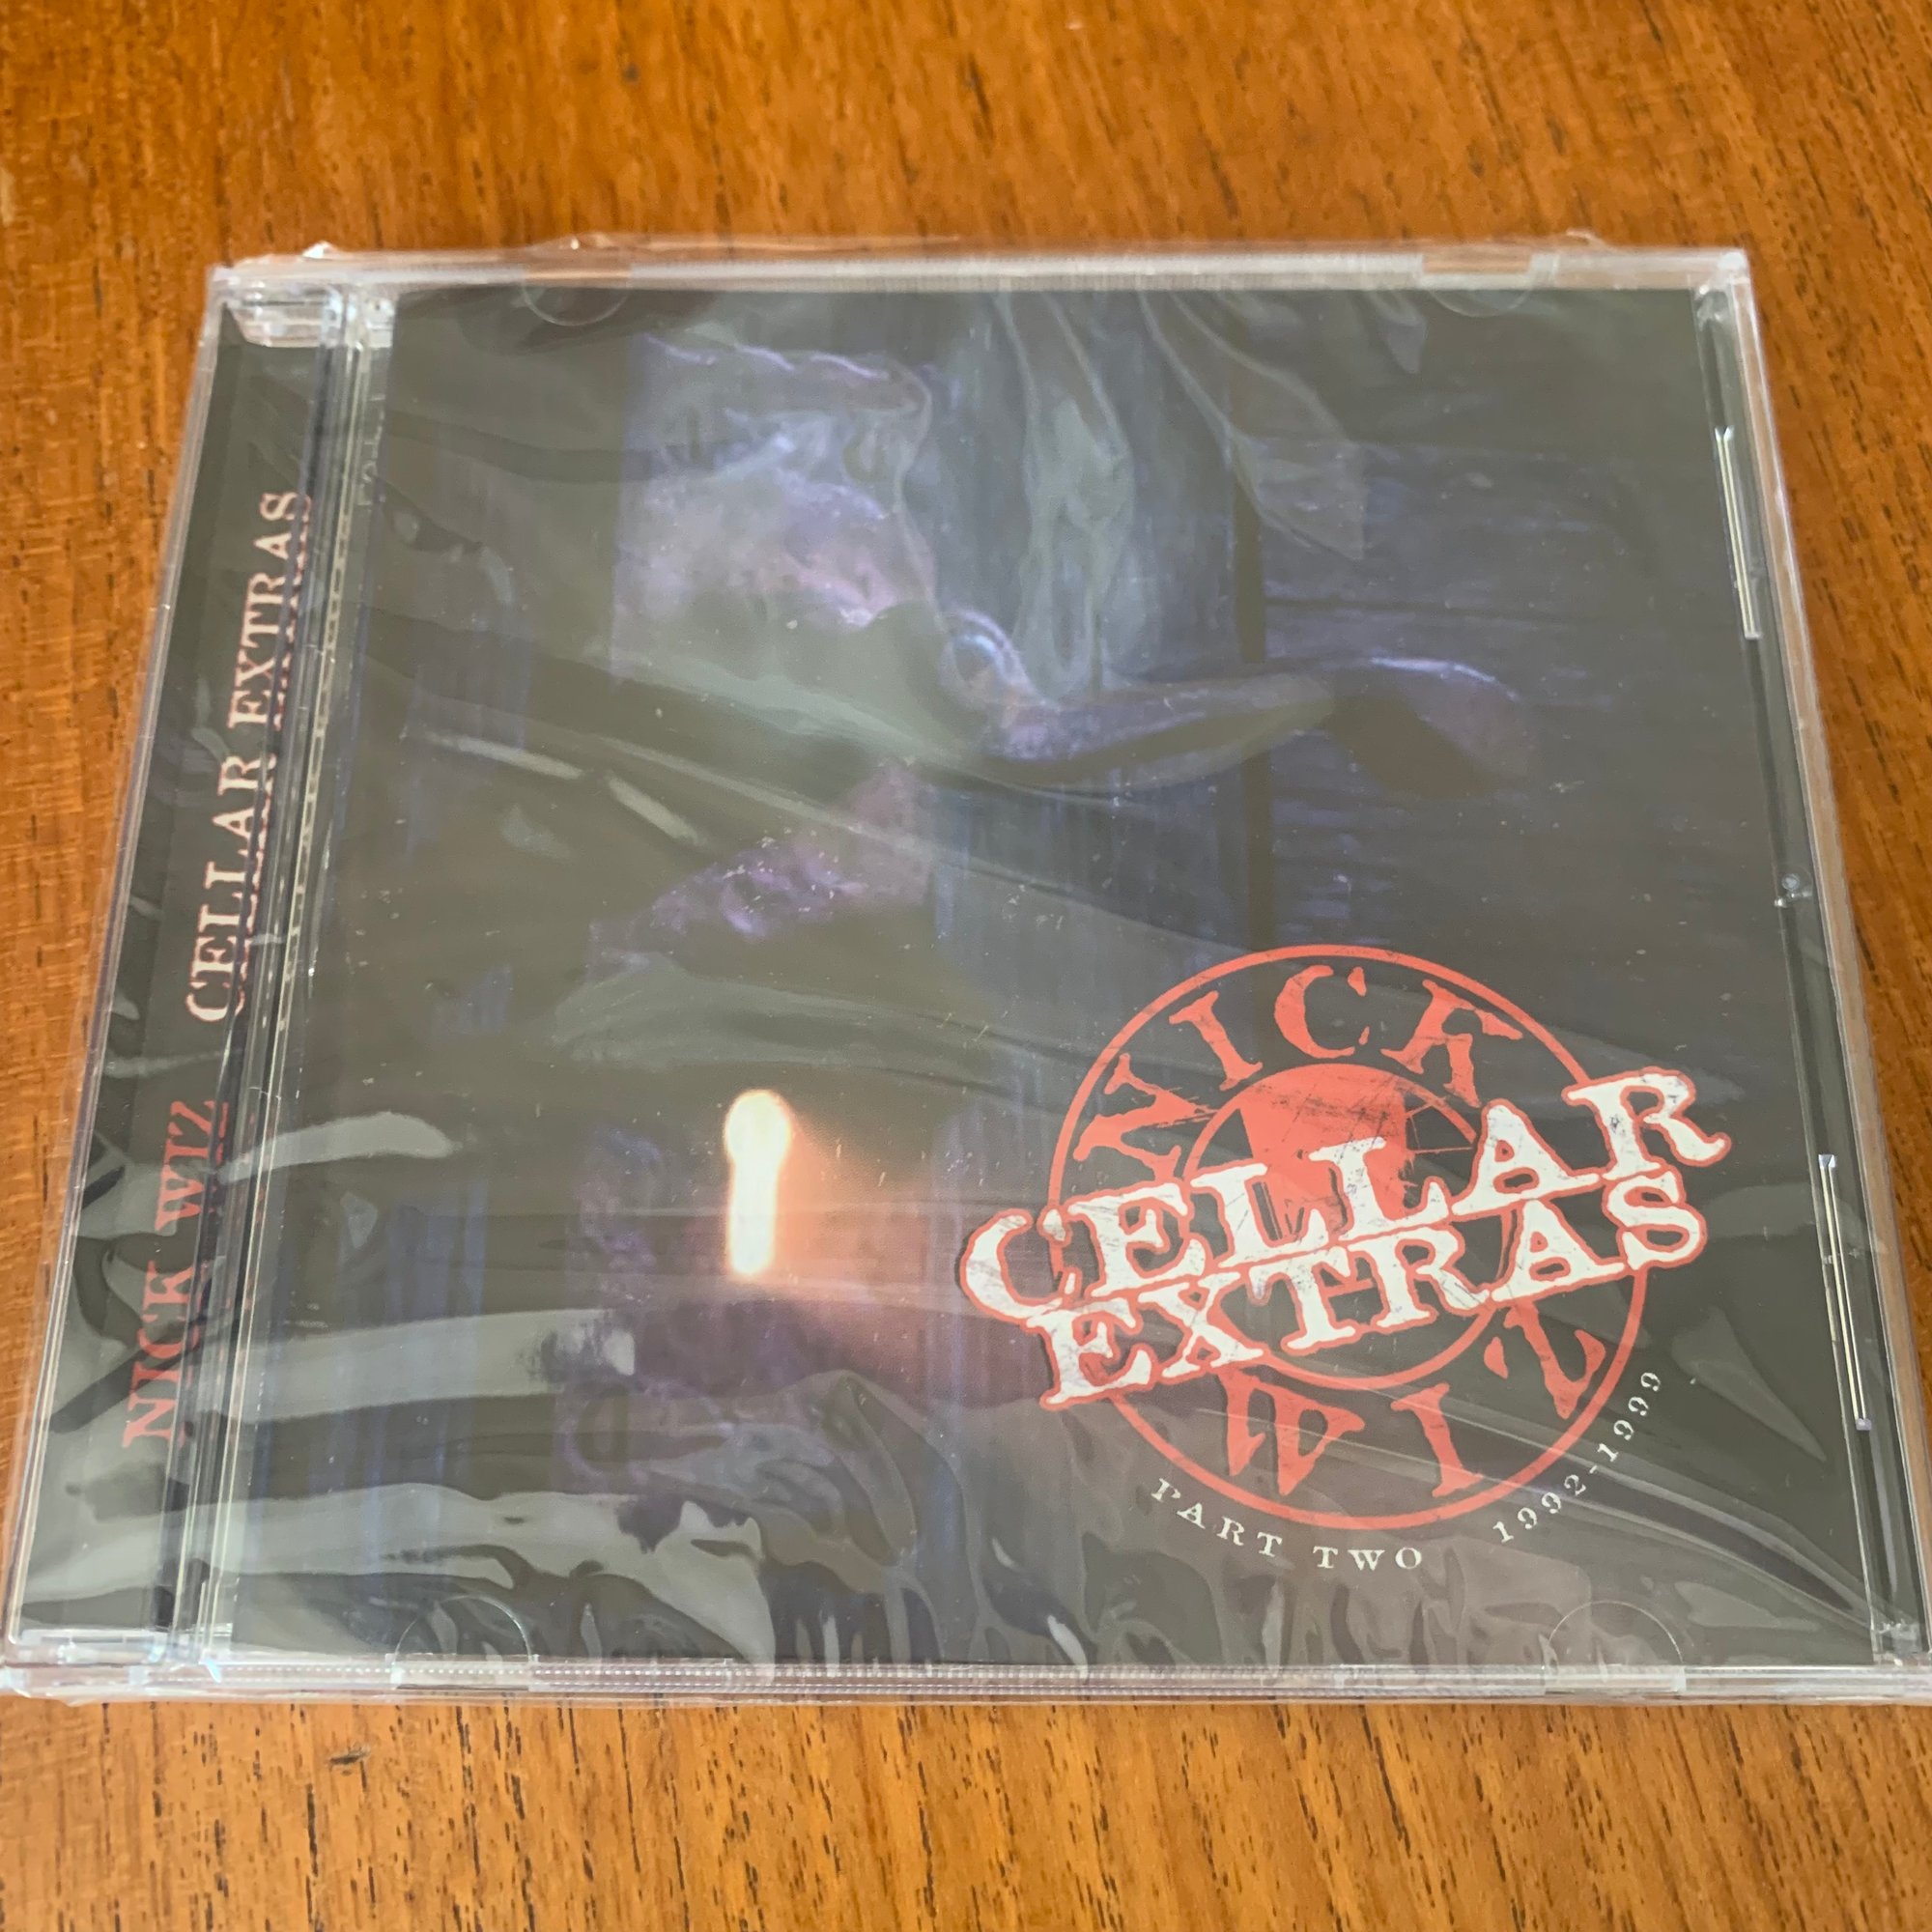 NICK WIZ CELLAR EXTRAS
NICK
CELLAR
EXTRAS
WIZ
PART TWO 1992-1999